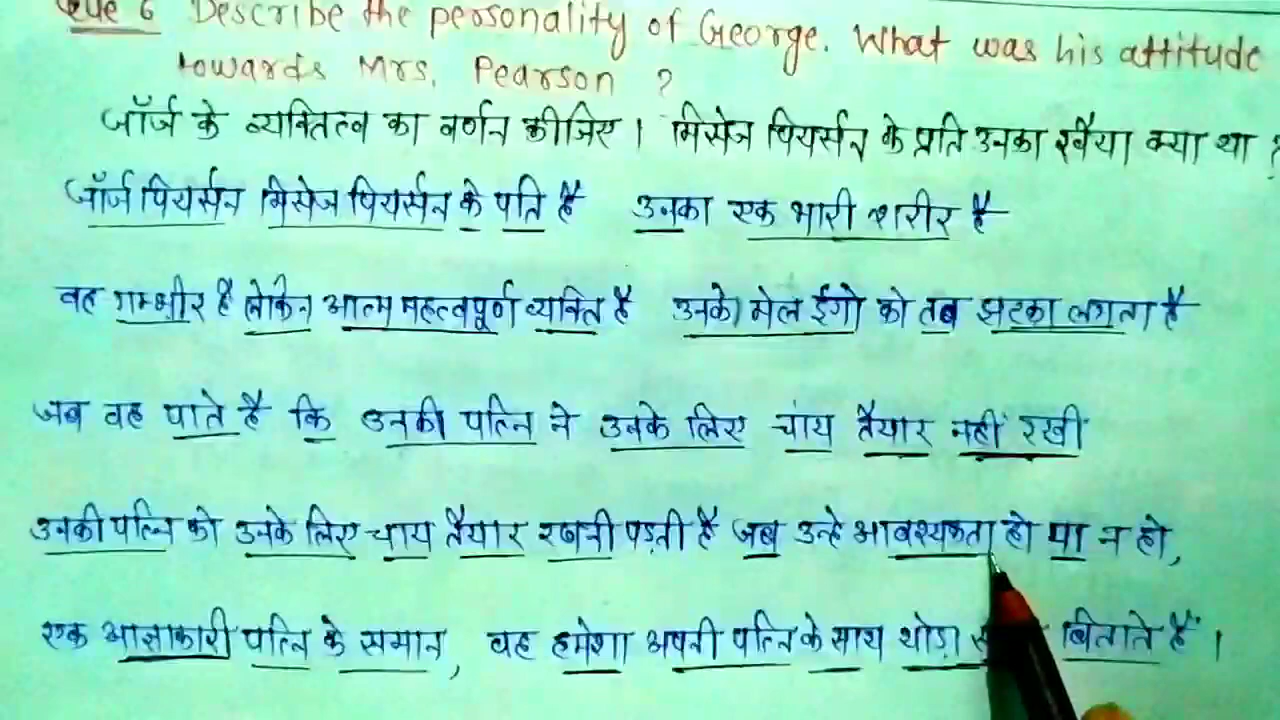 Que 6 Describe the personality of George. What was his attitude
towards Mrs. Pearson ?
जॉर्ज के व्यक्तित्व का वर्णन कीजिए । मिसेज पियर्सन के प्रति उनका रवैया क्या था ?
जॉर्ज पियर्सन मिसेज पियर्सन के पति है उनका एक भारी शरीर है
वह गम्भीर है लेकिन आत्म महत्वपूर्ण व्यक्ति है उनके मेल ईगो को तब झटका लगता है
जब वह पाते है कि उनकी पत्नि ने उनके लिए चांय तैयार नहीं रखी
उनकी पत्नि को उनके लिए चाय तैयार रखनी पड़ती है जब उन्हे आवश्यकता हो या न हो,
एक आज्ञाकारी पत्नि के समान, वह हमेशा अपनी पत्नि के साथ थोड़ा बिताते हैं ।